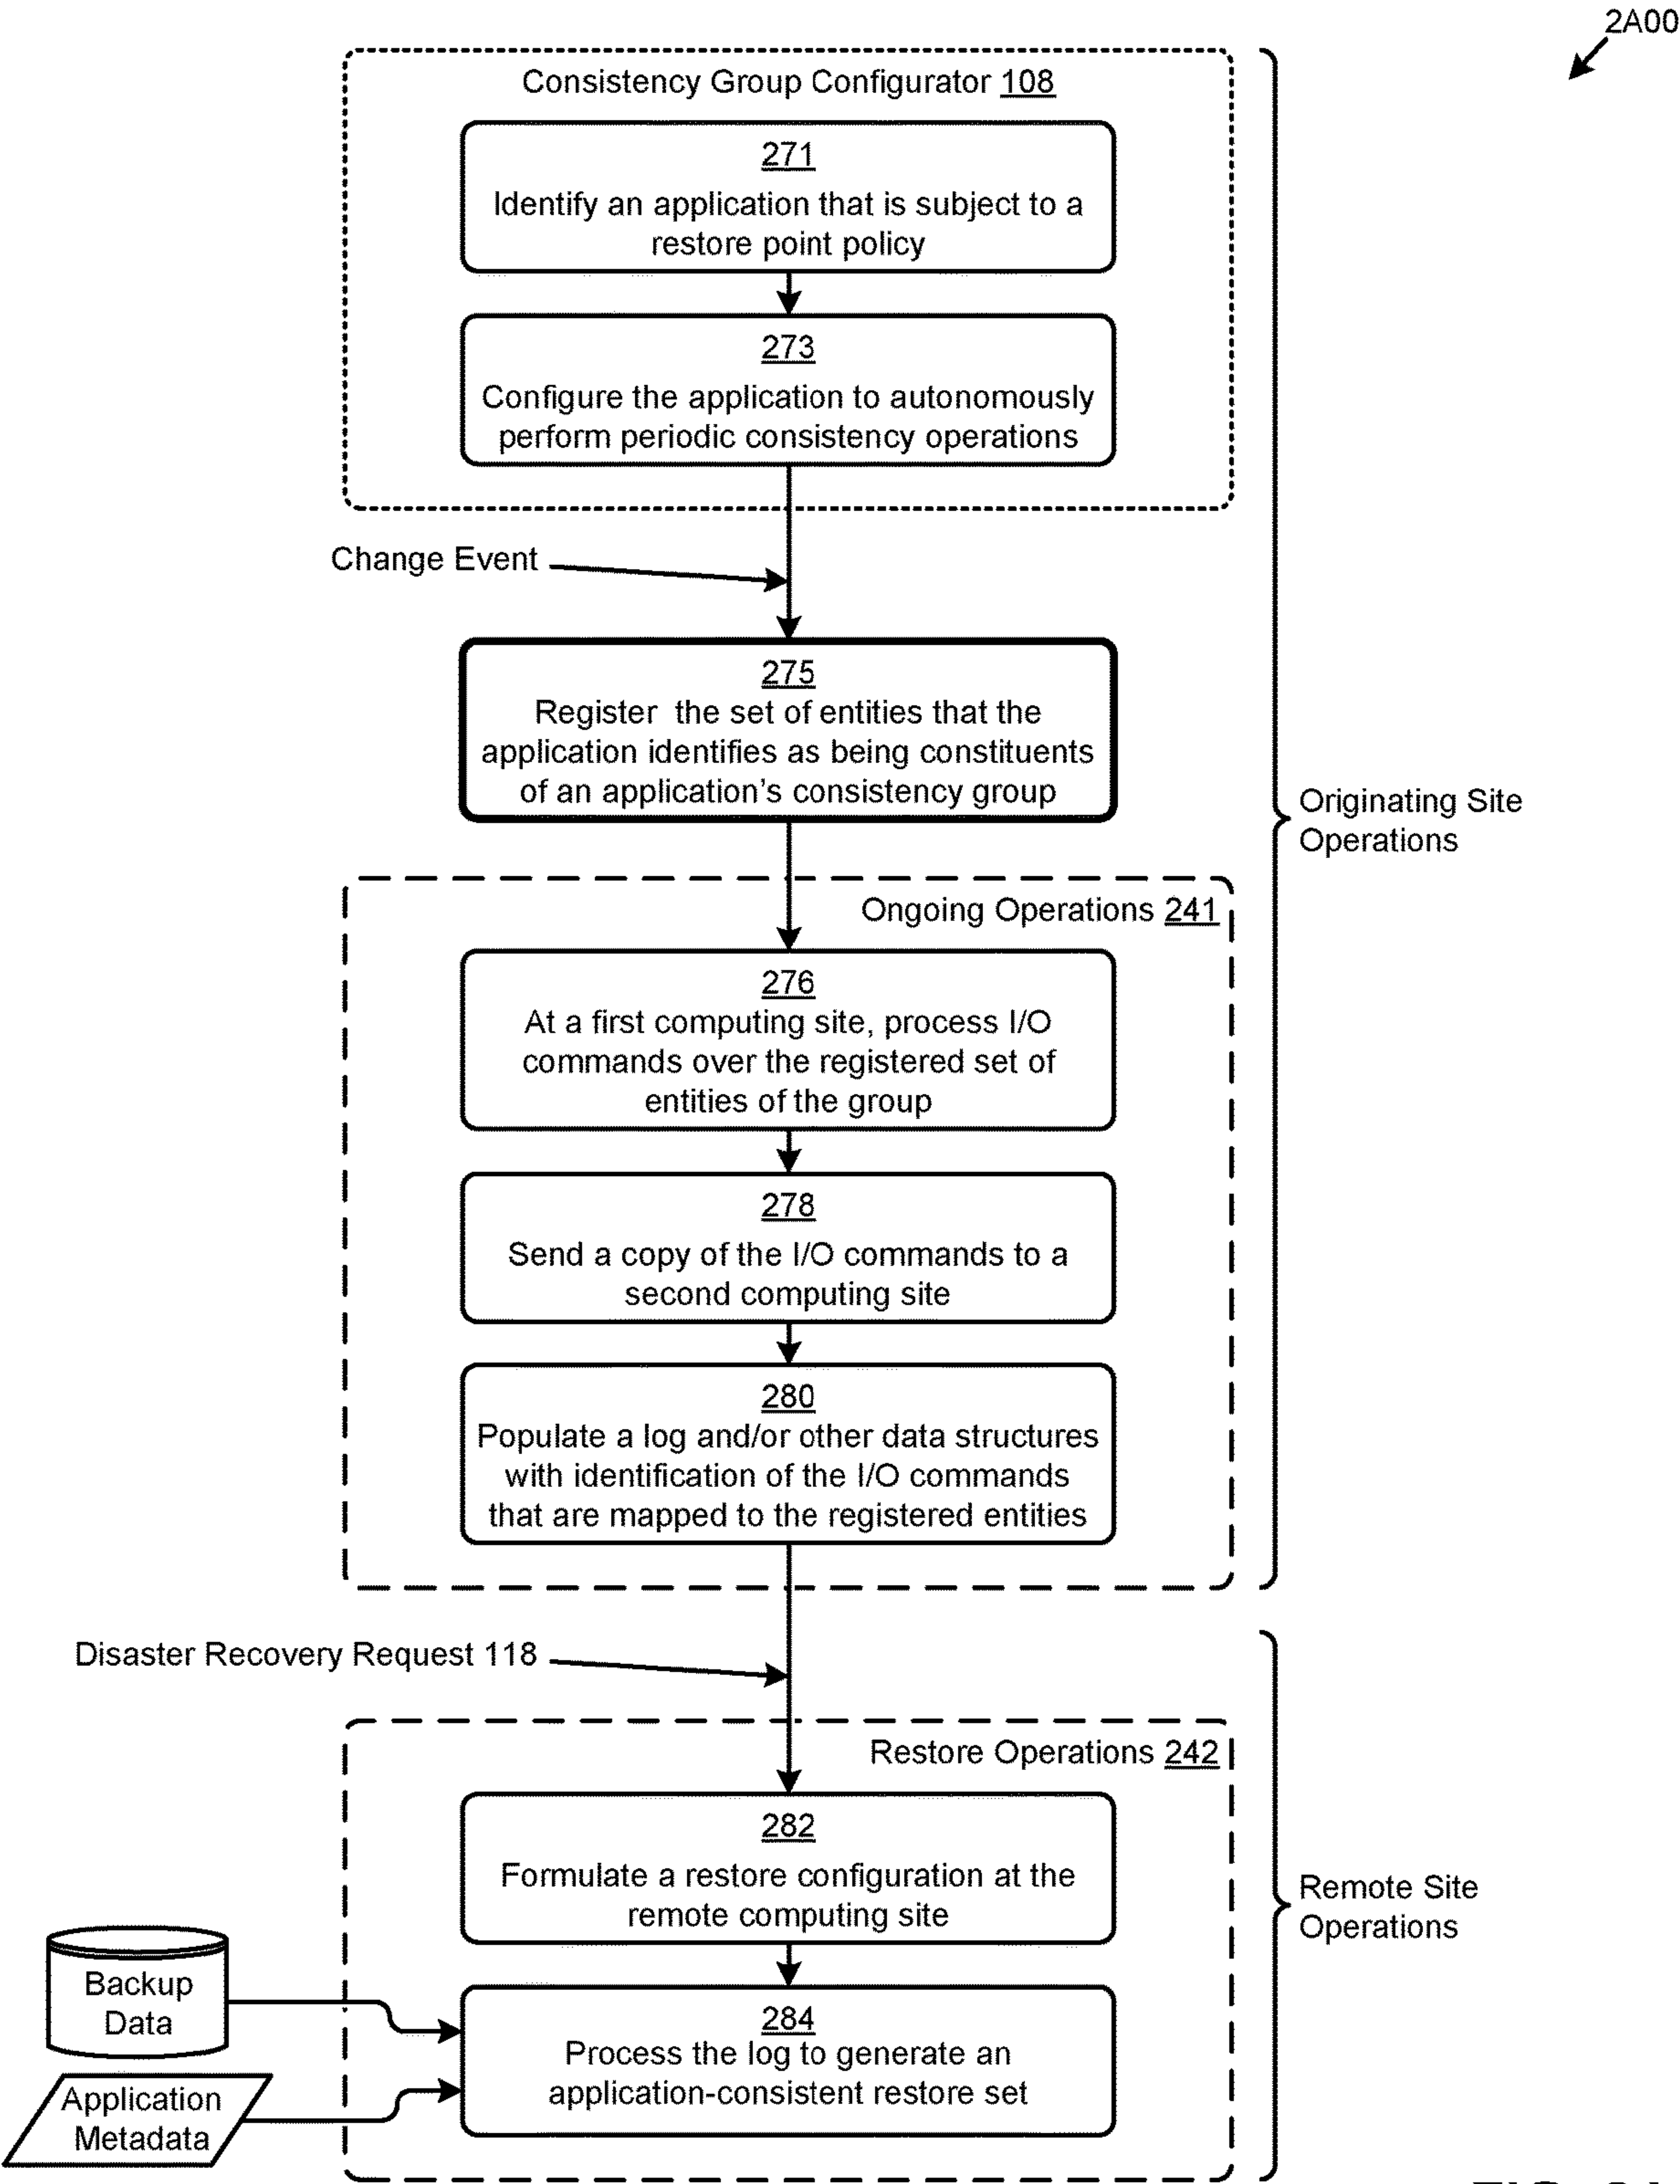 2A00
Consistency Group Configurator 108
271
Identify an application that is subject to a
restore point policy
273
Configure the application to autonomously
perform periodic consistency operations
Change Event
275
Register the set of entities that the
application identifies as being constituents
of an application's consistency group
Originating Site
Operations
Ongoing Operations 241
276
At a first computing site, process I/O
commands over the registered set of
entities of the group
278
Send a copy of the I/O commands to a
second computing site
280
Populate a log and/or other data structures
with identification of the I/O commands
that are mapped to the registered entities
Disaster Recovery Request 118
Restore Operations 242
282
Formulate a restore configuration at the
remote computing site
Remote Site
Operations
Backup
Data
284
Process the log to generate an
application-consistent restore set
Application
Metadata